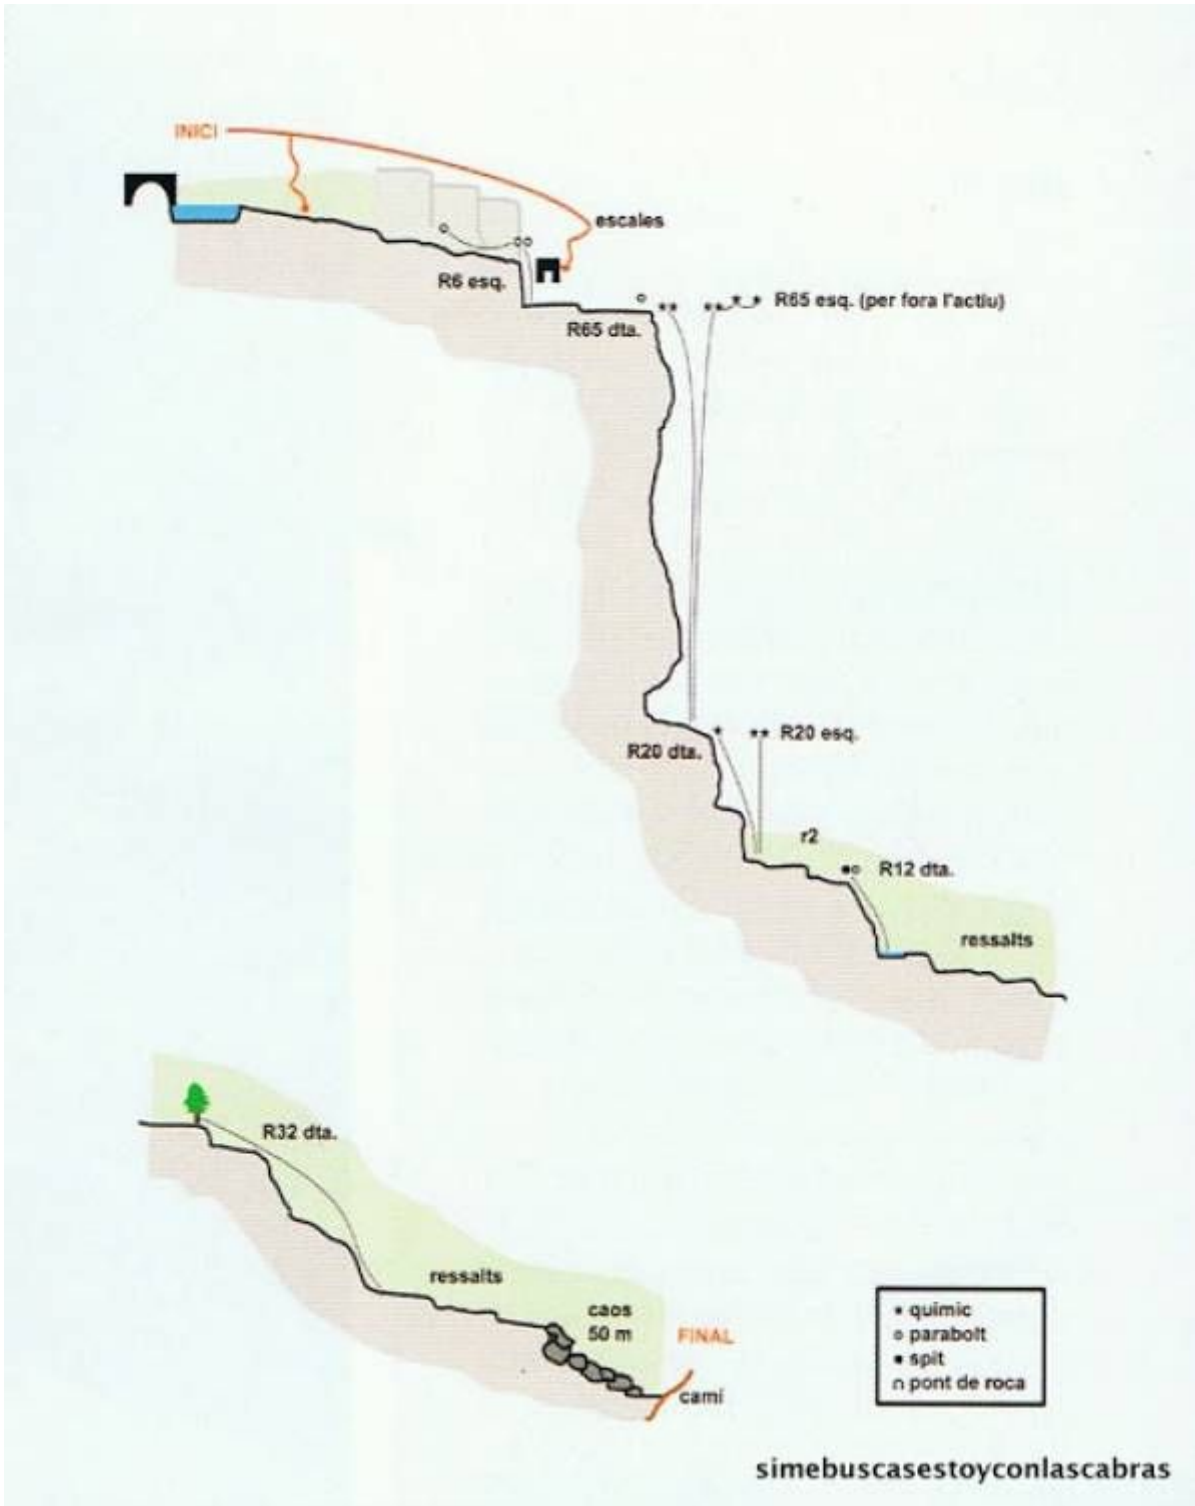 INICI
escales
R6 esq.
R65 esq. (per fora l'actiu)
R65 dta.
R20 esq.
R20 dta.
r2
R12 dta.
ressalts
R32 dta.
ressalts
caos
50 m
FINAL
camí
químic
parabolt
spit
pont de roca
simebuscasestoyconlascabras